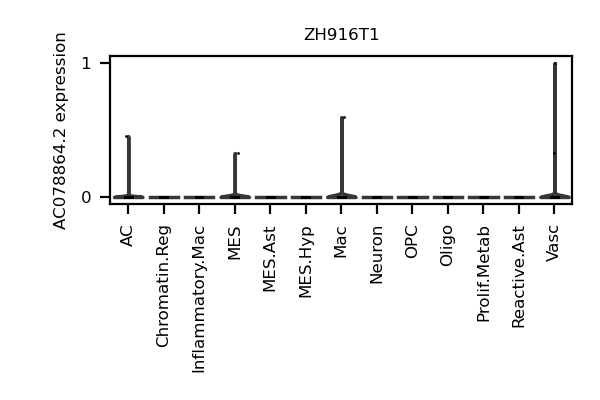 ZH916T1
AC078864.2 expression
1
0
AC
Chromatin.Reg
Inflammatory.Mac
MES
MES.Ast
MES.Hyp
Mac
Neuron
OPC
Oligo
Prolif.Metab
Reactive.Ast
Vasc